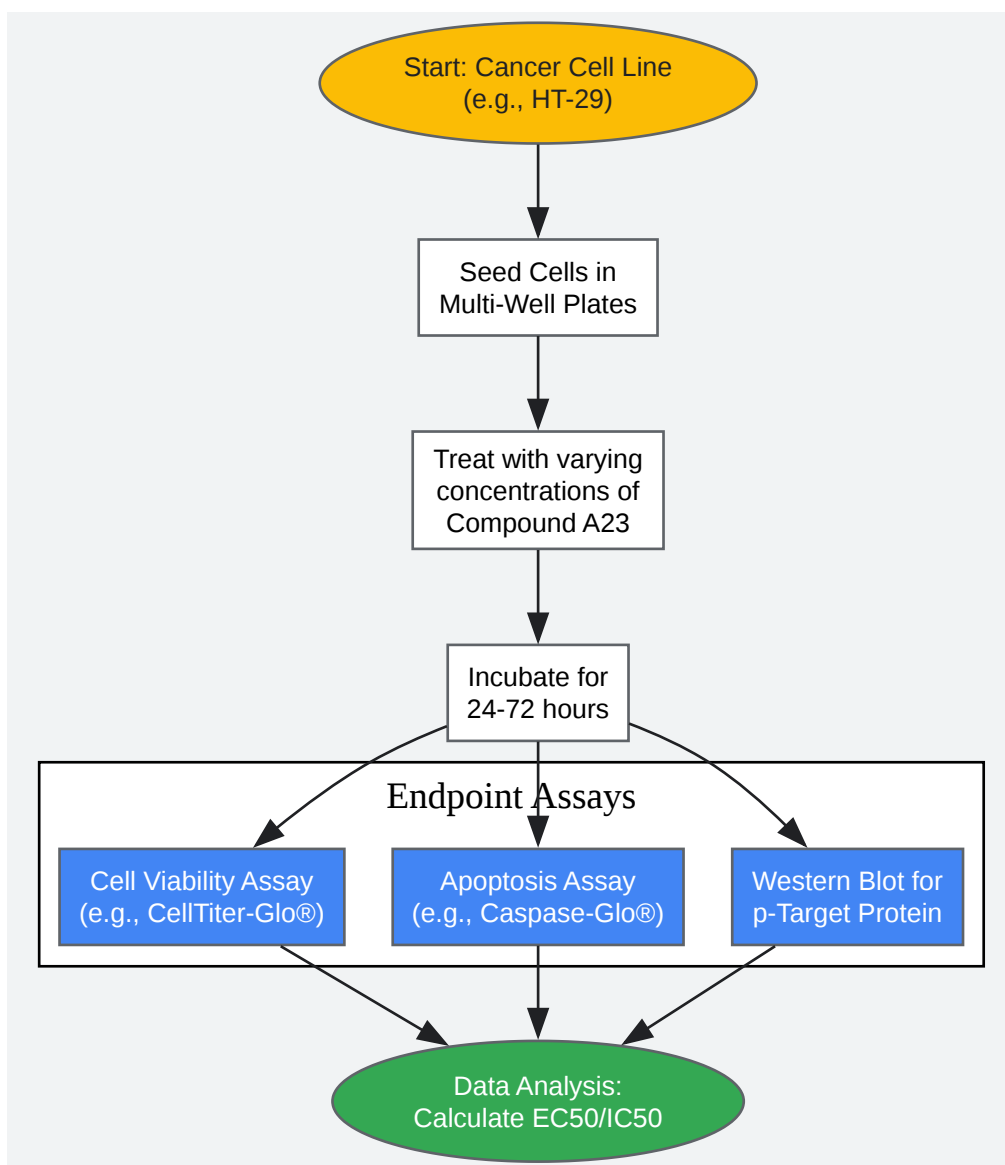 Start: Cancer Cell Line
(e.g., HT-29)
Seed Cells in
Multi-Well Plates
Treat with varying
concentrations of
Compound A23
Incubate for
24-72 hours
Endpoint Assays
Cell Viability Assay
(e.g., CellTiter-Glo®)
Apoptosis Assay
(e.g., Caspase-Glo®)
Western Blot for
p-Target Protein
Data Analysis:
Calculate EC50/IC50